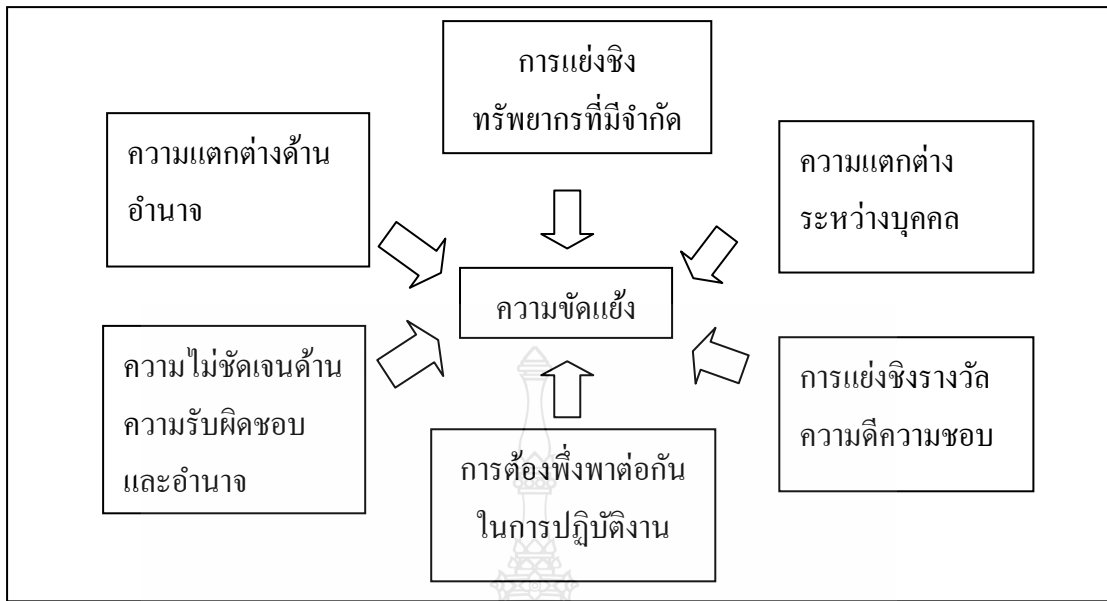 การแย่งชิง
ทรัพยากรที่มีจำกัด
ความแตกต่างด้าน
อำนาจ
ความแตกต่าง
ระหว่างบุคคล
ความขัดแย้ง
ความไม่ชัดเจนด้าน
ความรับผิดชอบ
และอำนาจ
การแย่งชิงรางวัล
ความดีความชอบ
การต้องพึ่งพาต่อกัน
ในการปฏิบัติงาน